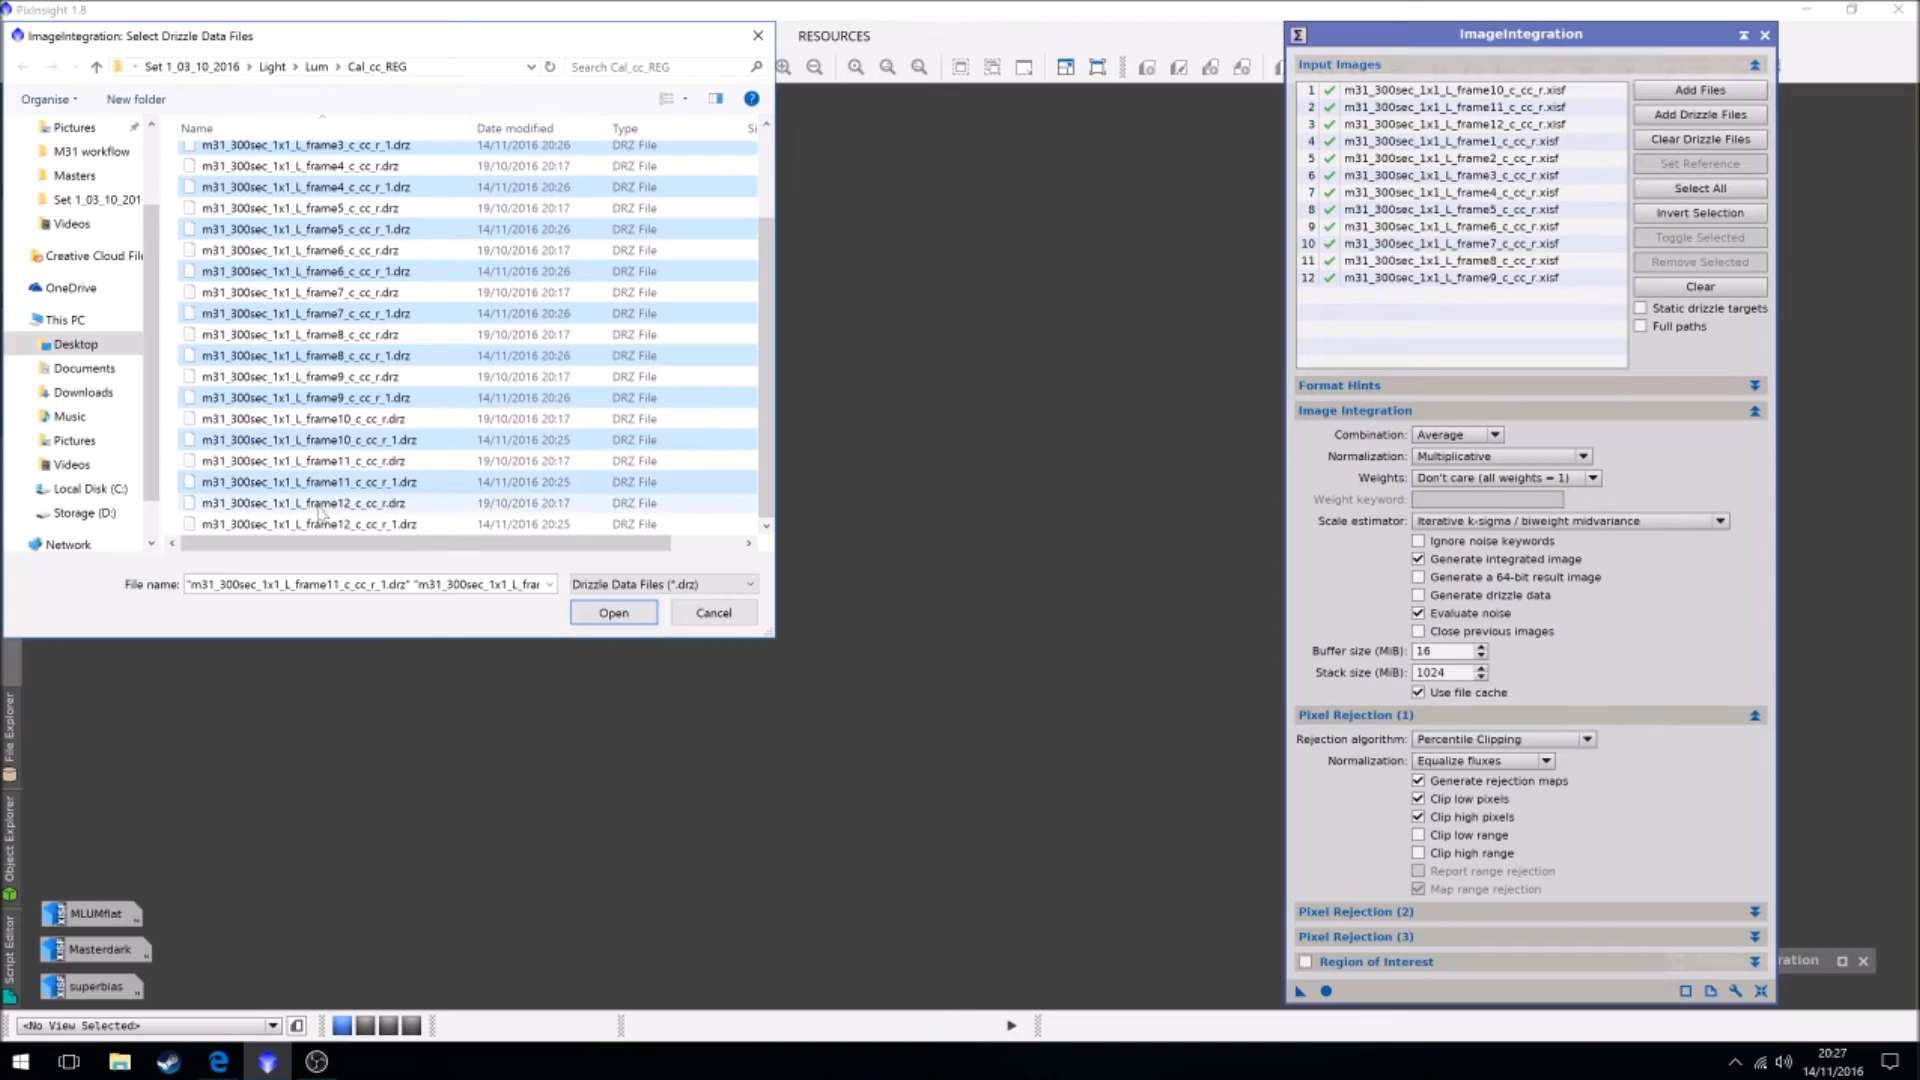 PixInsight 1.8
ImageIntegration: Select Drizzle Data Files
Set 1_03_10_2016 > Light > Lum > Cal_cc_REG
Search Cal_cc_REG
Organise
New folder
Pictures
M31 workflow
Masters
Set 1_03_10_201
Videos
Creative Cloud File
OneDrive
This PC
Desktop
Documents
Downloads
Music
Pictures
Videos
Local Disk (C:)
Storage (D:)
Network
Name Date modified Type Si
m31_300sec_1x1_L_frame3_c_cc_r_1.drz 14/11/2016 20:26 DRZ File
m31_300sec_1x1_L_frame4_c_cc_r.drz 19/10/2016 20:17 DRZ File
m31_300sec_1x1_L_frame4_c_cc_r_1.drz 14/11/2016 20:26 DRZ File
m31_300sec_1x1_L_frame5_c_cc_r.drz 19/10/2016 20:17 DRZ File
m31_300sec_1x1_L_frame5_c_cc_r_1.drz 14/11/2016 20:26 DRZ File
m31_300sec_1x1_L_frame6_c_cc_r.drz 19/10/2016 20:17 DRZ File
m31_300sec_1x1_L_frame6_c_cc_r_1.drz 14/11/2016 20:26 DRZ File
m31_300sec_1x1_L_frame7_c_cc_r.drz 19/10/2016 20:17 DRZ File
m31_300sec_1x1_L_frame7_c_cc_r_1.drz 14/11/2016 20:26 DRZ File
m31_300sec_1x1_L_frame8_c_cc_r.drz 19/10/2016 20:17 DRZ File
m31_300sec_1x1_L_frame8_c_cc_r_1.drz 14/11/2016 20:26 DRZ File
m31_300sec_1x1_L_frame9_c_cc_r.drz 19/10/2016 20:17 DRZ File
m31_300sec_1x1_L_frame9_c_cc_r_1.drz 14/11/2016 20:26 DRZ File
m31_300sec_1x1_L_frame10_c_cc_r.drz 19/10/2016 20:17 DRZ File
m31_300sec_1x1_L_frame10_c_cc_r_1.drz 14/11/2016 20:25 DRZ File
m31_300sec_1x1_L_frame11_c_cc_r.drz 19/10/2016 20:17 DRZ File
m31_300sec_1x1_L_frame11_c_cc_r_1.drz 14/11/2016 20:25 DRZ File
m31_300sec_1x1_L_frame12_c_cc_r.drz 19/10/2016 20:17 DRZ File
m31_300sec_1x1_L_frame12_c_cc_r_1.drz 14/11/2016 20:25 DRZ File
File name: "m31_300sec_1x1_L_frame11_c_cc_r_1.drz" "m31_300sec_1x1_L_frar
Drizzle Data Files (*.drz)
Open
Cancel
RESOURCES
ImageIntegration
Input Images
1 m31_300sec_1x1_L_frame10_c_cc_r.xisf
2 m31_300sec_1x1_L_frame11_c_cc_r.xisf
3 m31_300sec_1x1_L_frame12_c_cc_r.xisf
4 m31_300sec_1x1_L_frame1_c_cc_r.xisf
5 m31_300sec_1x1_L_frame2_c_cc_r.xisf
6 m31_300sec_1x1_L_frame3_c_cc_r.xisf
7 m31_300sec_1x1_L_frame4_c_cc_r.xisf
8 m31_300sec_1x1_L_frame5_c_cc_r.xisf
9 m31_300sec_1x1_L_frame6_c_cc_r.xisf
10 m31_300sec_1x1_L_frame7_c_cc_r.xisf
11 m31_300sec_1x1_L_frame8_c_cc_r.xisf
12 m31_300sec_1x1_L_frame9_c_cc_r.xisf
Add Files
Add Drizzle Files
Clear Drizzle Files
Set Reference
Select All
Invert Selection
Toggle Selected
Remove Selected
Clear
Static drizzle targets
Full paths
Format Hints
Image Integration
Combination: Average
Normalization: Multiplicative
Weights: Don't care (all weights = 1)
Weight keyword:
Scale estimator: Iterative k-sigma / biweight midvariance
Ignore noise keywords
Generate integrated image
Generate a 64-bit result image
Generate drizzle data
Evaluate noise
Close previous images
Buffer size (MiB): 16
Stack size (MiB): 1024
Use file cache
Pixel Rejection (1)
Rejection algorithm: Percentile Clipping
Normalization: Equalize fluxes
Generate rejection maps
Clip low pixels
Clip high pixels
Clip low range
Clip high range
Report range rejection
Map range rejection
Pixel Rejection (2)
Pixel Rejection (3)
Region of Interest
ration
File Explorer
Object Explorer
Script Editor
XISF MLUMflat N
XISF Masterdark N
XISF superbias N
<No View Selected>
20:27
14/11/2016